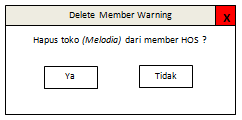 Delete Member Warning
X
Hapus toko (Melodia) dari member HOS ?
Ya
Tidak